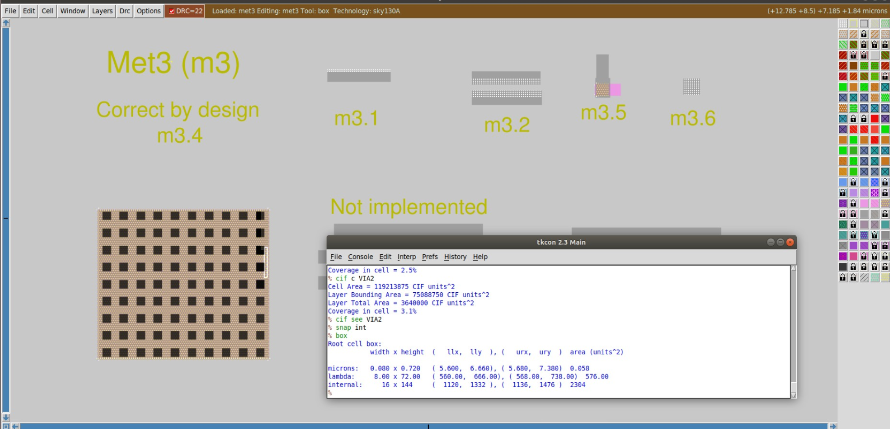 File Edit Cell Window Layers Drc Options DRC=22 Loaded: met3 Editing: met3 Tool: box Technology: sky130A (+12.785 +8.5) +7.185 +1.84 microns
Met3 (m3)
Correct by design
m3.4
m3.1
m3.2
m3.5
m3.6
Not implemented
tkcon 2.3 Main
File Console Edit Interp Prefs History Help
Coverage in cell = 2.5%
% cif c VIA2
Cell Area = 119213875 CIF units^2
Layer Bounding Area = 75088750 CIF units^2
Layer Total Area = 3640000 CIF units^2
Coverage in cell = 3.1%
% cif see VIA2
% snap int
% box
Root cell box:
width x height ( llx, lly ), ( urx, ury ) area (units^2)
microns: 0.080 x 0.720 ( 5.600, 6.660), ( 5.680, 7.380) 0.058
lambda: 8.00 x 72.00 ( 560.00, 666.00), ( 568.00, 738.00) 576.00
internal: 16 x 144 ( 1120, 1332 ), ( 1136, 1476 ) 2304
%